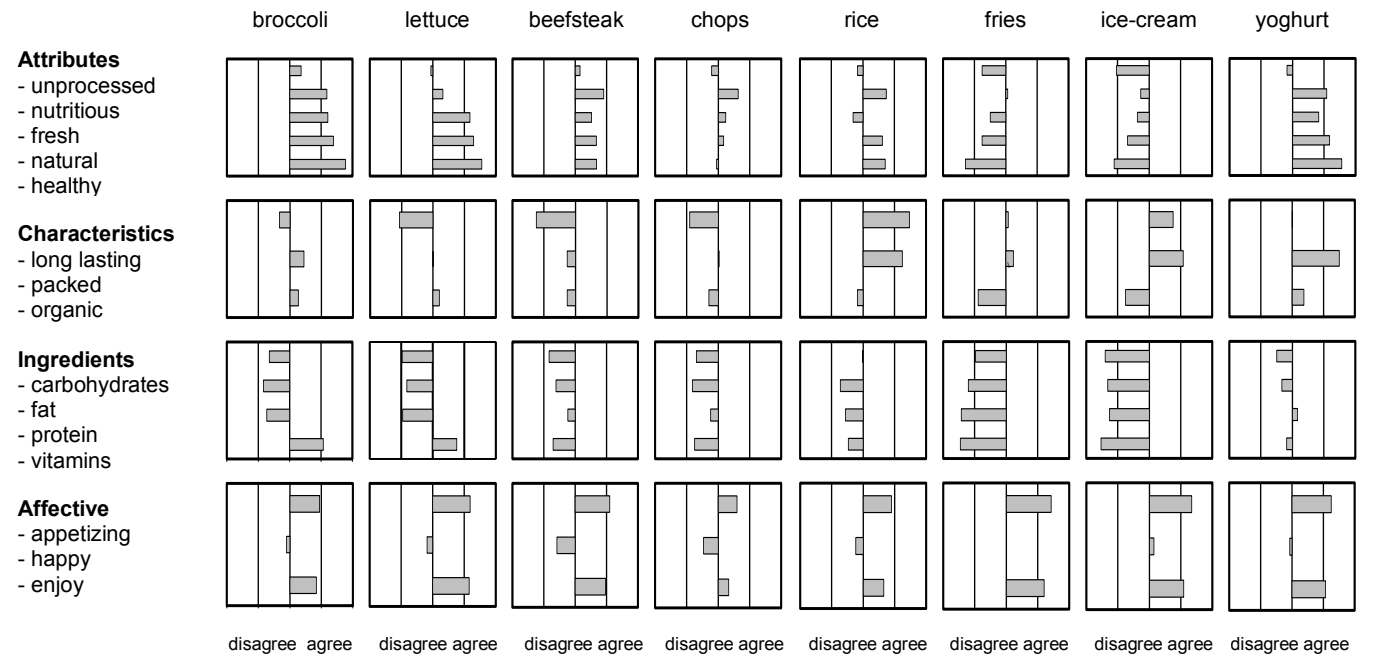 broccoli lettuce beefsteak chops rice fries ice-cream yoghurt
Attributes
- unprocessed
- nutritious
- fresh
- natural
- healthy
Characteristics
- long lasting
- packed
- organic
Ingredients
- carbohydrates
- fat
- protein
- vitamins
Affective
- appetizing
- happy
- enjoy
disagree agree disagree agree disagree agree disagree agree disagree agree disagree agree disagree agree disagree agree